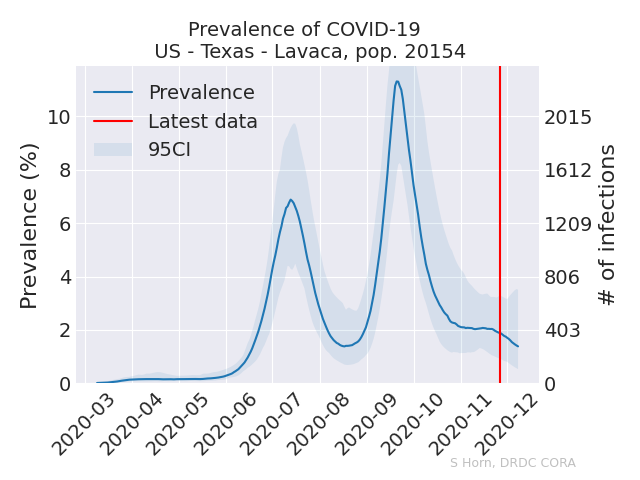 Prevalence of COVID-19
US - Texas - Lavaca, pop. 20154
Prevalence
Latest data
95CI
Prevalence (%)
10
8
6
4
2
0
2015
1612
1209
806
403
0
# of infections
2020-03
2020-04
2020-05
2020-06
2020-07
2020-08
2020-09
2020-10
2020-11
2020-12
S Horn, DRDC CORA